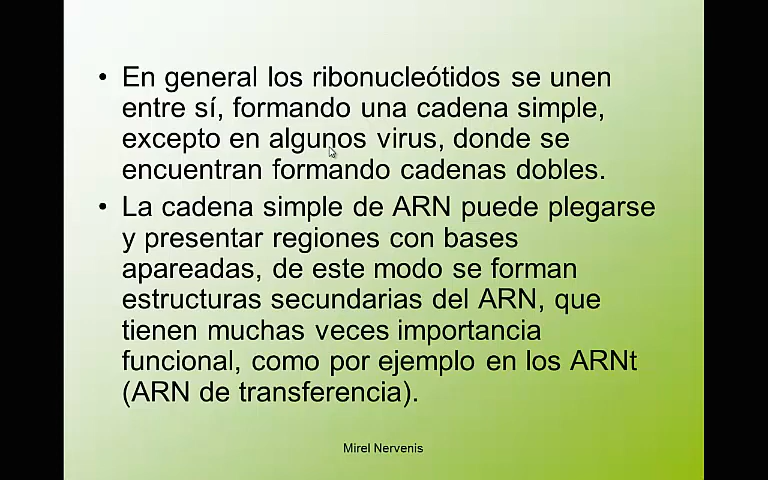 • En general los ribonucleótidos se unen
entre sí, formando una cadena simple,
excepto en algunos virus, donde se
encuentran formando cadenas dobles.
• La cadena simple de ARN puede plegarse
y presentar regiones con bases
apareadas, de este modo se forman
estructuras secundarias del ARN, que
tienen muchas veces importancia
funcional, como por ejemplo en los ARNt
(ARN de transferencia).
Mirel Nervenis